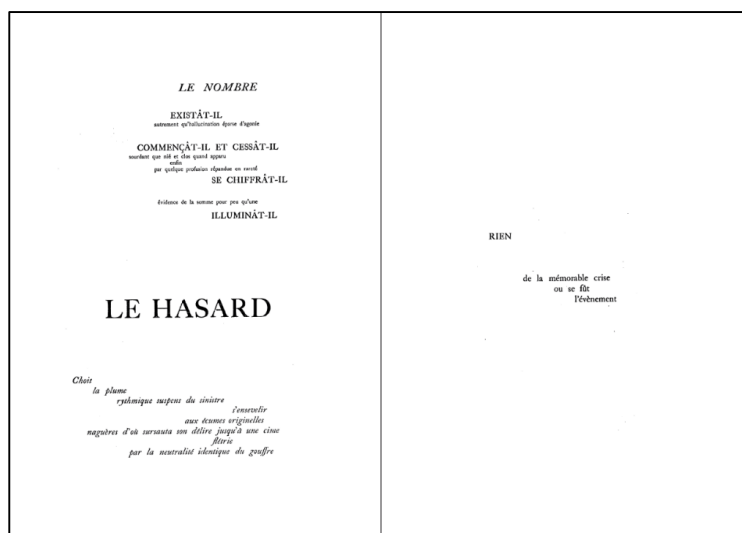 LE NOMBRE
EXISTÂT-IL
autrement qu'hallucination éparse d'agonie
COMMENÇÂT-IL ET CESSÂT-IL
sourdant que nié et clos quand apparu
enfin
par quelque profusion répandue en rareté
SE CHIFFRÂT-IL
évidence de la somme pour peu qu'une
ILLUMINÂT-IL
LE HASARD
Choit
la plume
rythmique suspens du sinistre
s'ensevelir
aux écumes originelles
naguères d'où sursauta son délire jusqu'à une cime
flétrie
par la neutralité identique du gouffre
RIEN
de la mémorable crise
ou se fût
l'évènement